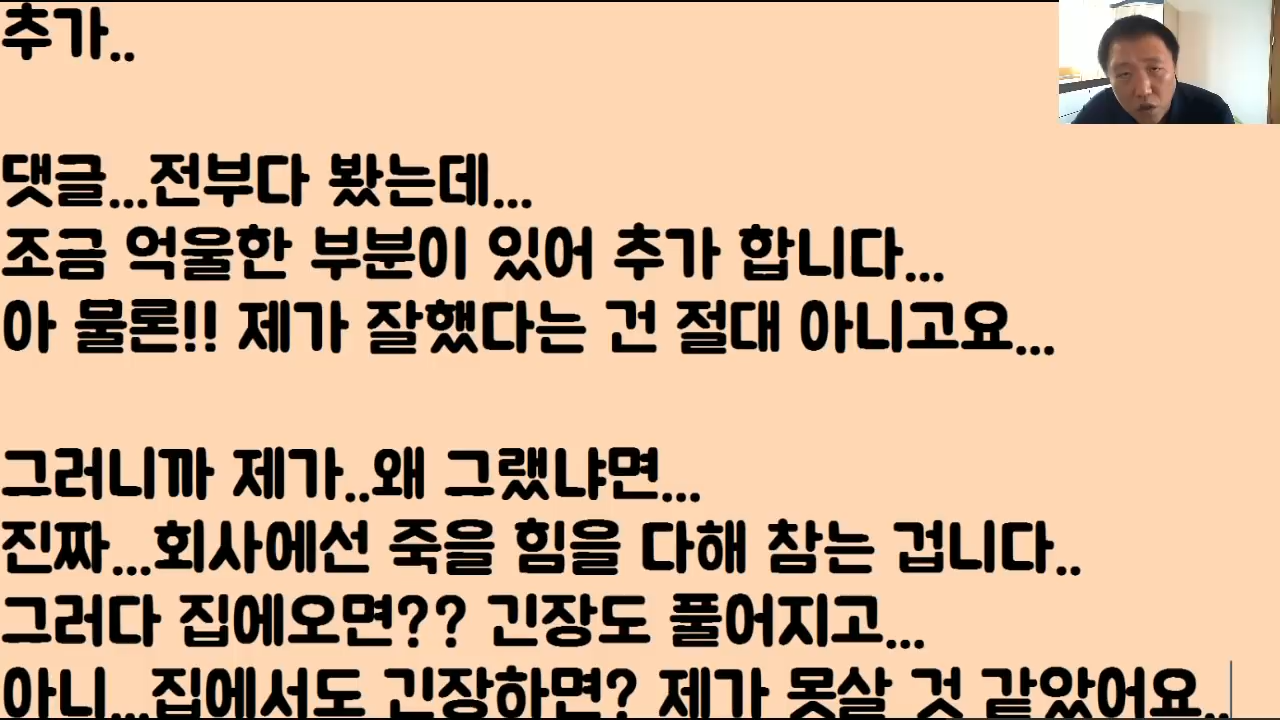 추가..
댓글...전부다 봤는데...
조금 억울한 부분이 있어 추가 합니다...
아 물론!! 제가 잘했다는 건 절대 아니고요...
그러니까 제가..왜 그랬냐면...
진짜...회사에선 죽을 힘을 다해 참는 겁니다..
그러다 집에오면?? 긴장도 풀어지고...
아니...집에서도 긴장하면? 제가 못살 것 같았어요..